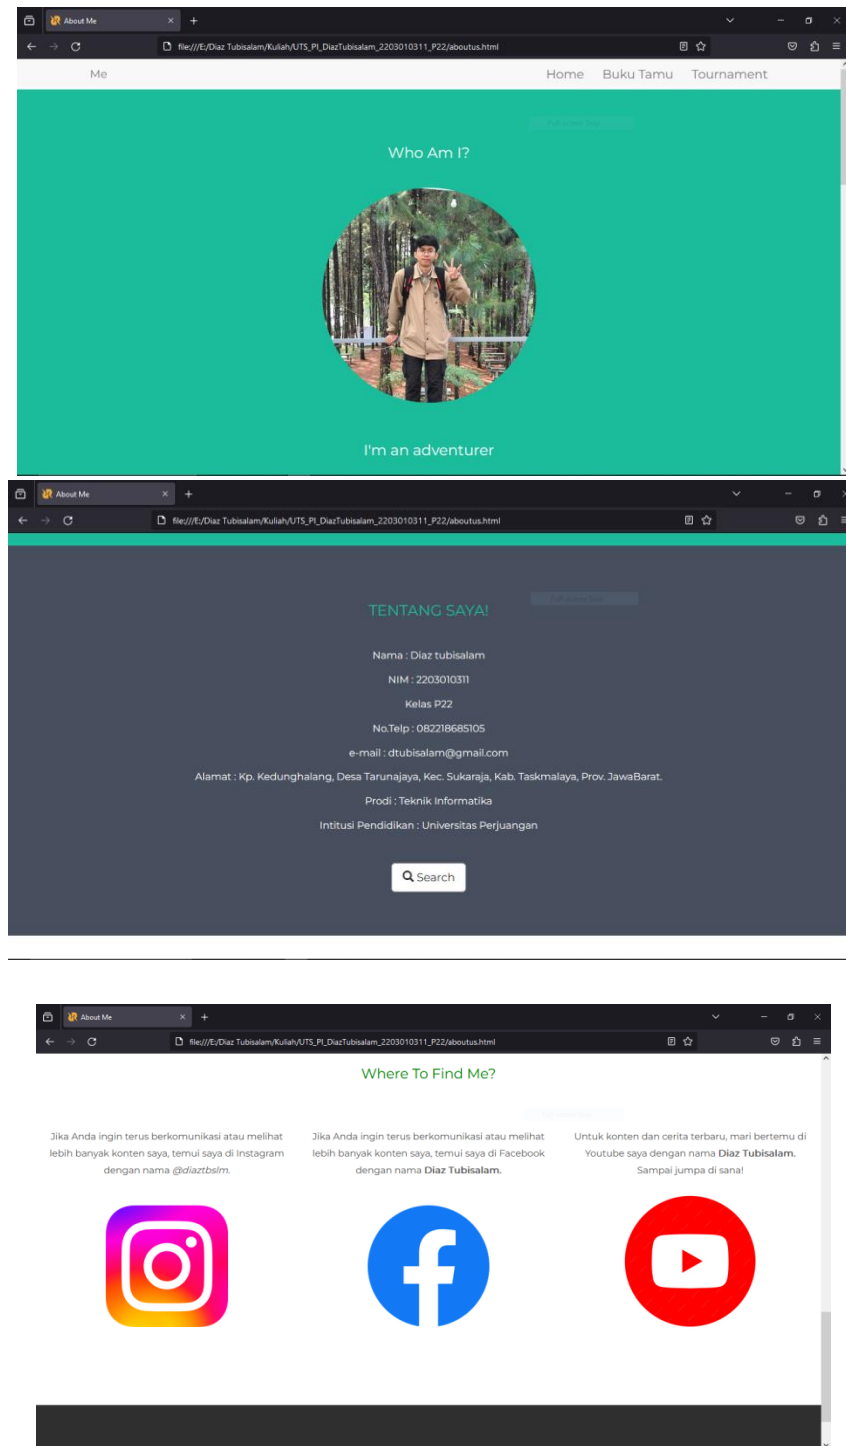 About Me
file:///E:/Diaz Tubisalam/Kuliah/UTS_PI_DiazTubisalam_2203010311_P22/aboutus.html
Me Home Buku Tamu Tournament
Who Am I?
I'm an adventurer
About Me
file:///E:/Diaz Tubisalam/Kuliah/UTS_PI_DiazTubisalam_2203010311_P22/aboutus.html
TENTANG SAYA!
Nama : Diaz tubisalam
NIM : 2203010311
Kelas P22
No.Telp : 082218685105
e-mail : dtubisalam@gmail.com
Alamat : Kp. Kedunghalang, Desa Tarunajaya, Kec. Sukaraja, Kab. Taskmalaya, Prov. JawaBarat.
Prodi : Teknik Informatika
Intitusi Pendidikan : Universitas Perjuangan
Search
About Me
file:///E:/Diaz Tubisalam/Kuliah/UTS_PI_DiazTubisalam_2203010311_P22/aboutus.html
Where To Find Me?
Jika Anda ingin terus berkomunikasi atau melihat
lebih banyak konten saya, temui saya di Instagram
dengan nama @diaztbslm.
Jika Anda ingin terus berkomunikasi atau melihat
lebih banyak konten saya, temui saya di Facebook
dengan nama Diaz Tubisalam.
Untuk konten dan cerita terbaru, mari bertemu di
Youtube saya dengan nama Diaz Tubisalam.
Sampai jumpa di sana!